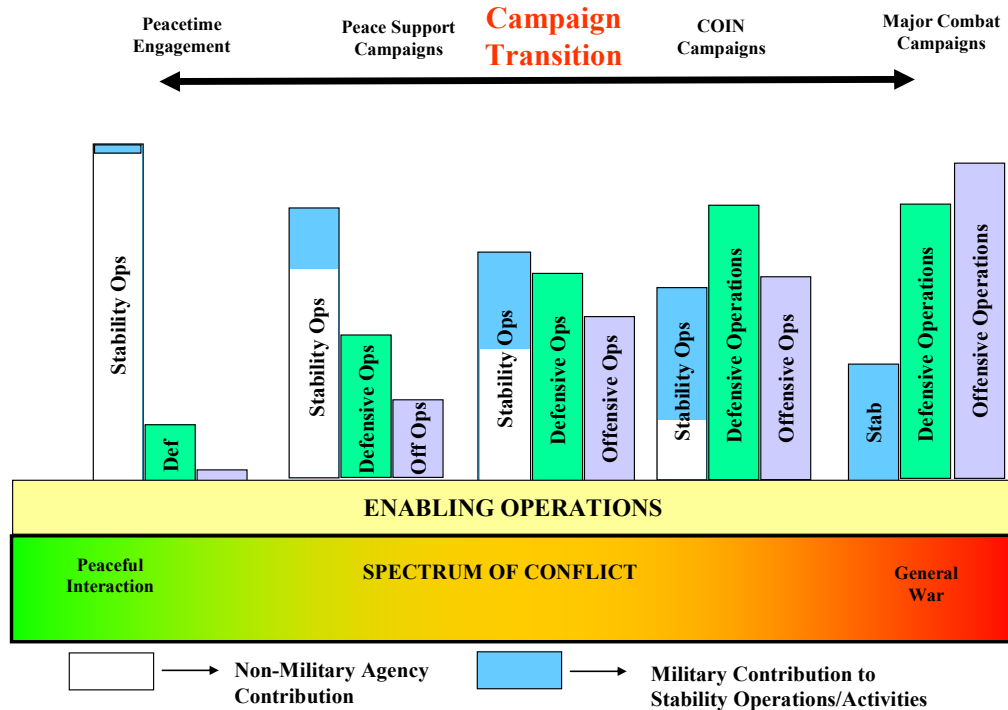 Peacetime
Engagement
Peace Support
Campaigns
Campaign
Transition
COIN
Campaigns
Major Combat
Campaigns
Stability Ops
Def
Stability Ops
Defensive Ops
Off Ops
Stability Ops
Defensive Ops
Offensive Ops
Stability Ops
Defensive Operations
Offensive Ops
Stab
Defensive Operations
Offensive Operations
ENABLING OPERATIONS
Peaceful
Interaction
SPECTRUM OF CONFLICT
General
War
Non-Military Agency
Contribution
Military Contribution to
Stability Operations/Activities